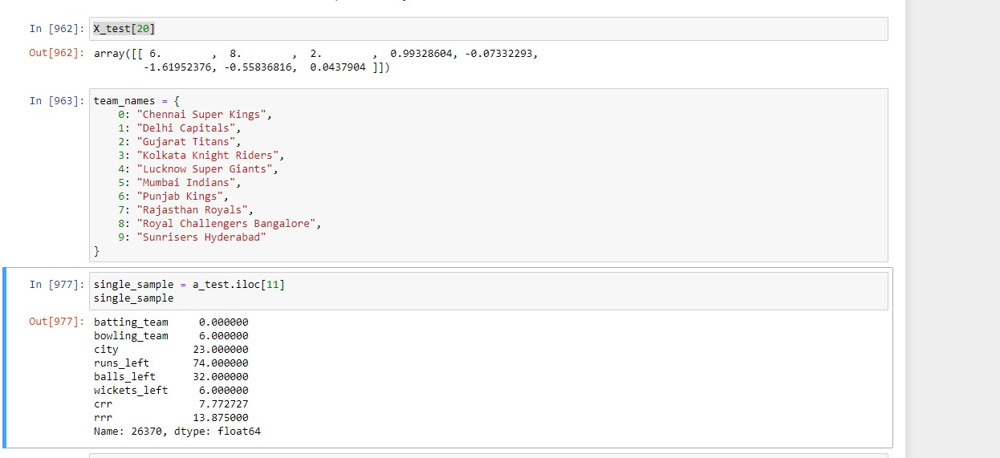 In [962]: X_test[20]
Out[962]: array([[ 6.        ,  8.        ,  2.        ,  0.99328604, -0.07332293,
        -1.61952376, -0.55836816,  0.0437904 ]])
In [963]: team_names = {
    0: "Chennai Super Kings",
    1: "Delhi Capitals",
    2: "Gujarat Titans",
    3: "Kolkata Knight Riders",
    4: "Lucknow Super Giants",
    5: "Mumbai Indians",
    6: "Punjab Kings",
    7: "Rajasthan Royals",
    8: "Royal Challengers Bangalore",
    9: "Sunrisers Hyderabad"
}
In [977]: single_sample = a_test.iloc[11]
single_sample
Out[977]: batting_team     0.000000
bowling_team     6.000000
city            23.000000
runs_left       74.000000
balls_left      32.000000
wickets_left     6.000000
crr              7.772727
rrr             13.875000
Name: 26370, dtype: float64